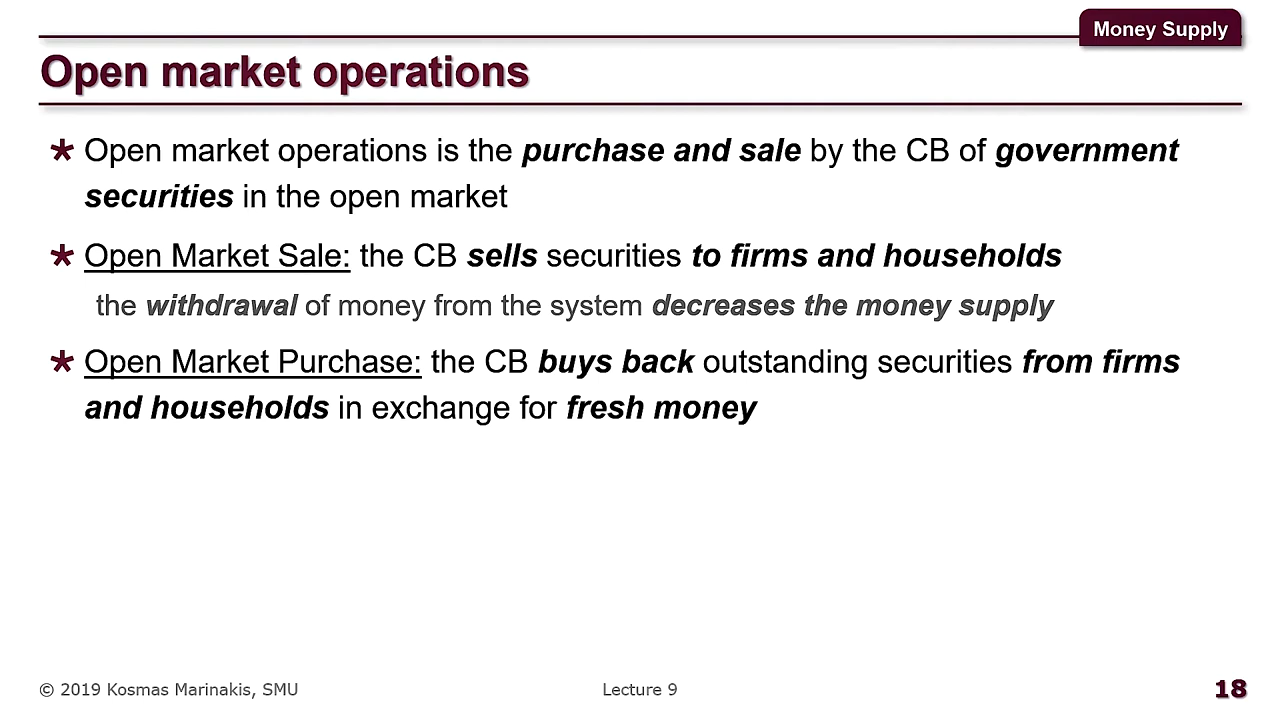 Money Supply
Open market operations
* Open market operations is the purchase and sale by the CB of government
securities in the open market
* Open Market Sale: the CB sells securities to firms and households
the withdrawal of money from the system decreases the money supply
* Open Market Purchase: the CB buys back outstanding securities from firms
and households in exchange for fresh money
© 2019 Kosmas Marinakis, SMU
Lecture 9
18